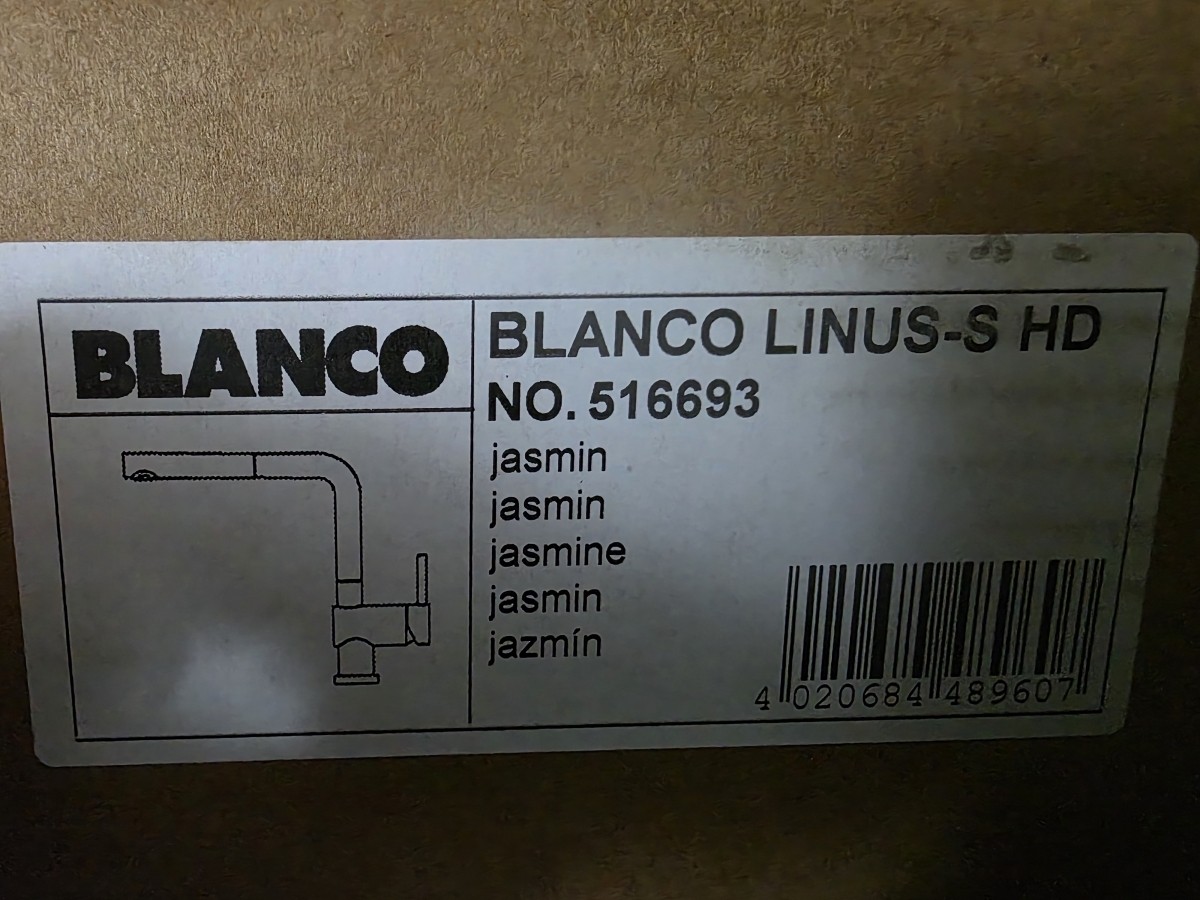 BLANCO
BLANCO LINUS-S HD
NO. 516693
jasmin
jasmin
jasmine
jasmin
jazmín
4 020684 489607